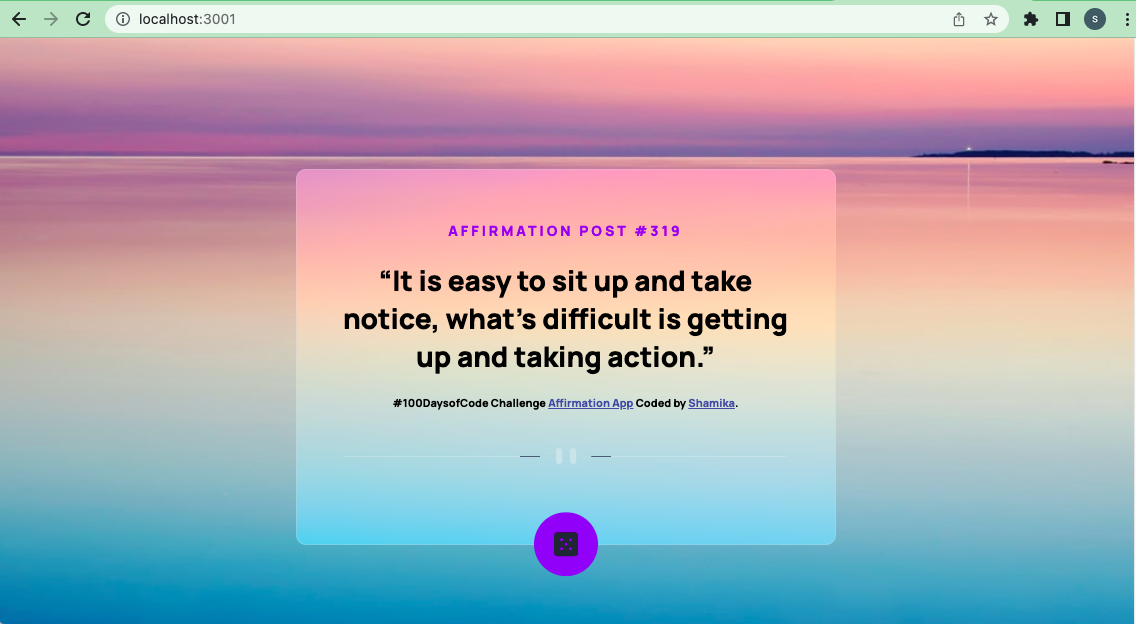 localhost:3001
S
AFFIRMATION POST #319
“It is easy to sit up and take
notice, what's difficult is getting
up and taking action.”
#100DaysofCode Challenge Affirmation App Coded by Shamika.